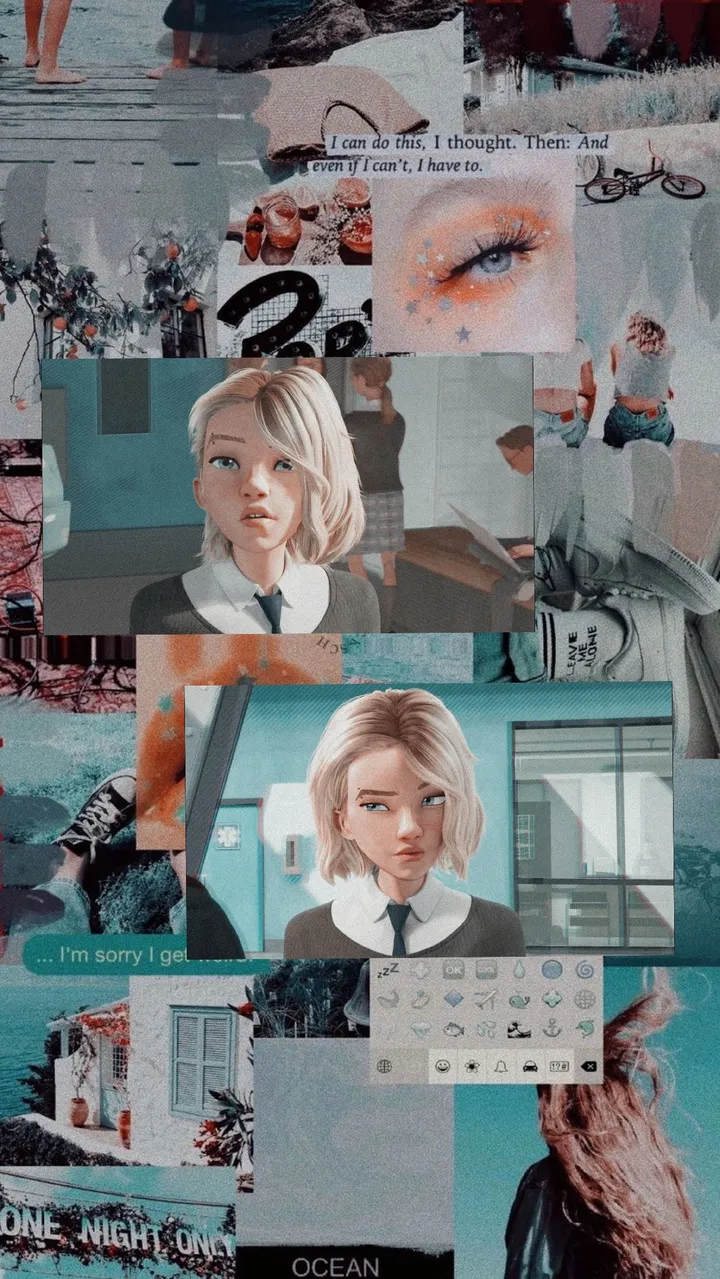 I can do this, I thought. Then: And
even if I can't, I have to.
LEAVE
ME
ALONE
... I'm sorry I get
zzZ
OK
!?#
ONE NIGHT ONLY
OCEAN